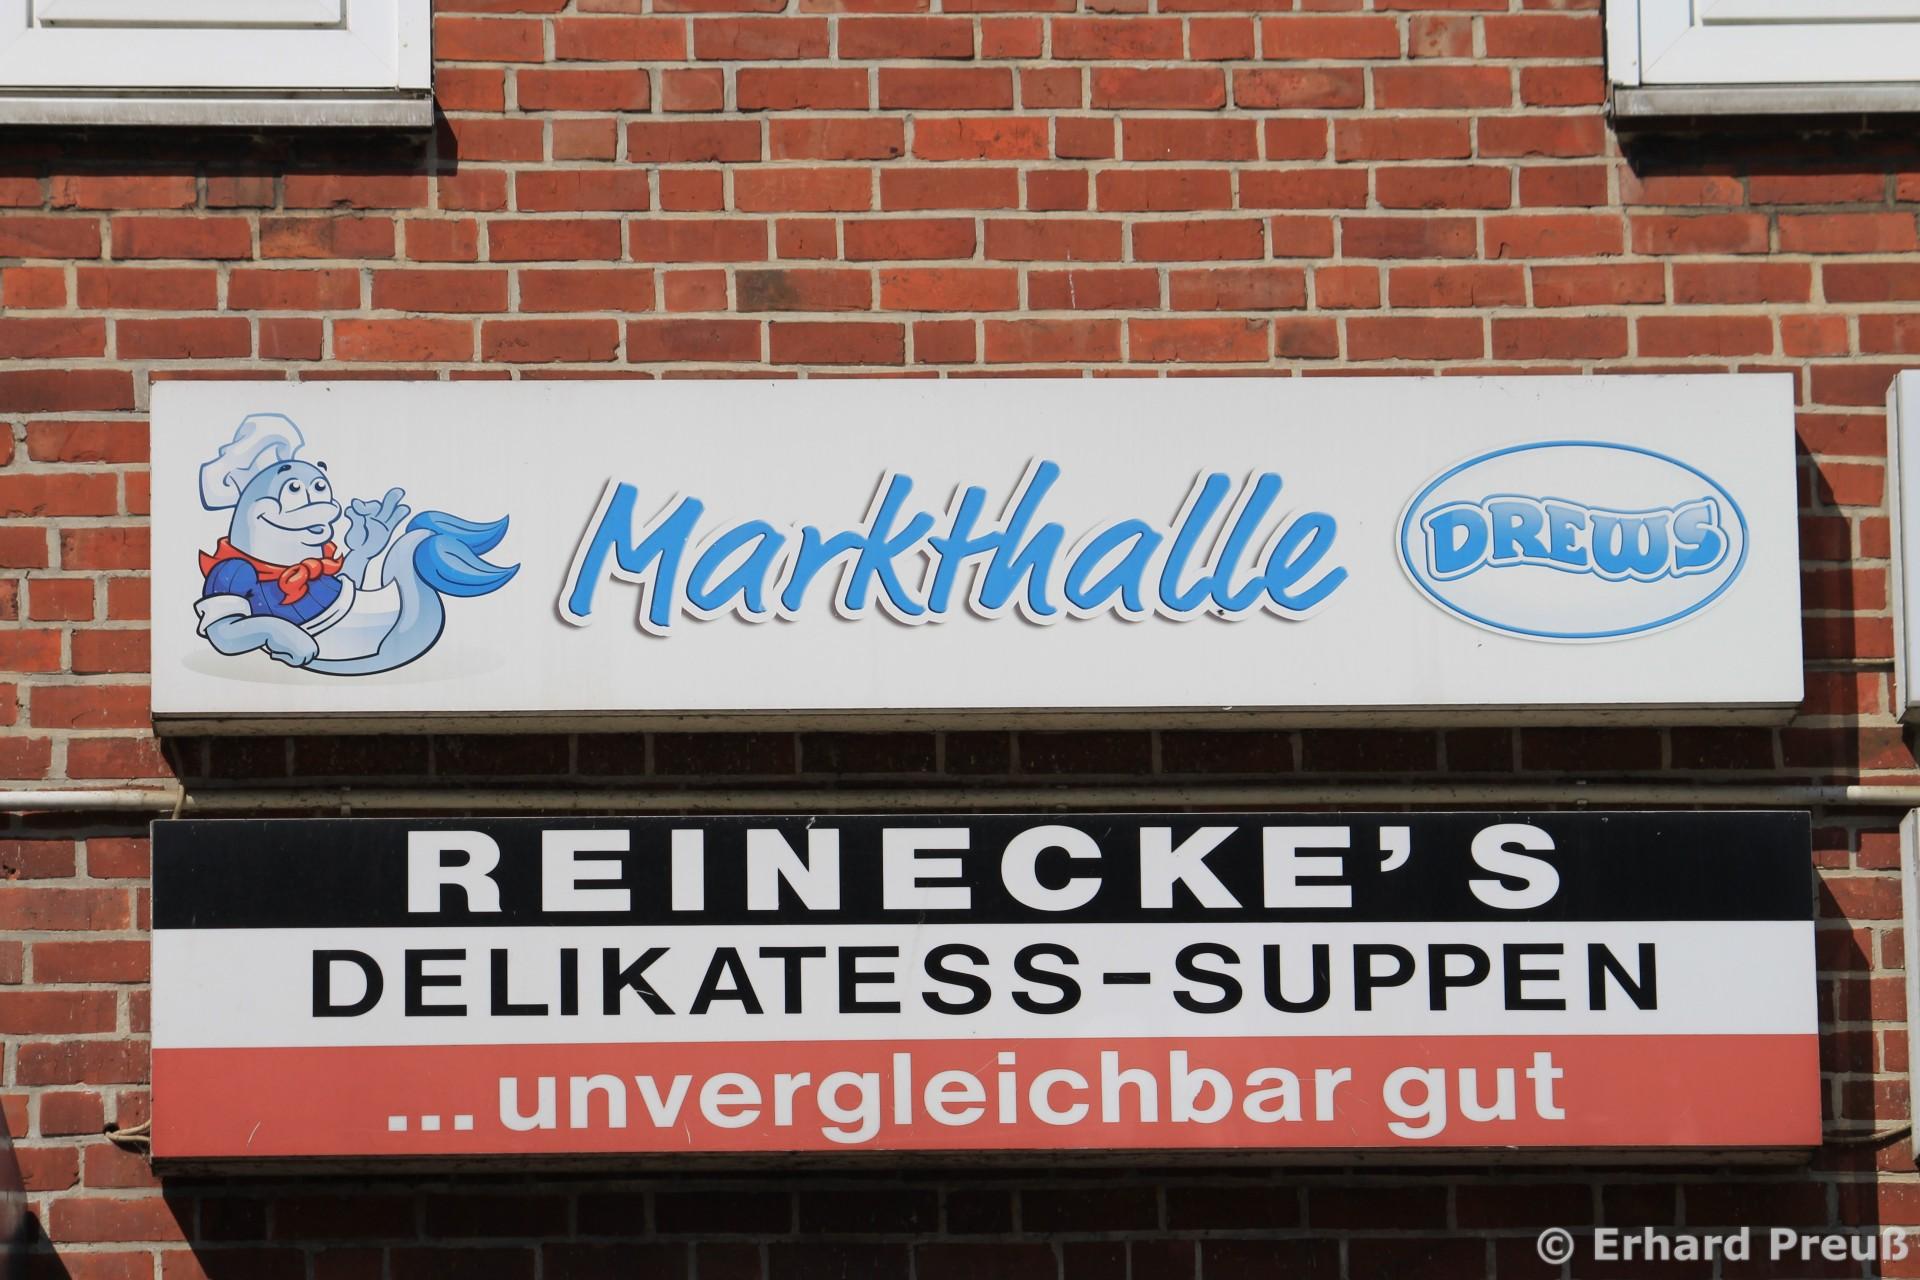 Markthalle DREWS
REINECKE'S
DELIKATESS-SUPPEN
...unvergleichbar gut
© Erhard Preuß